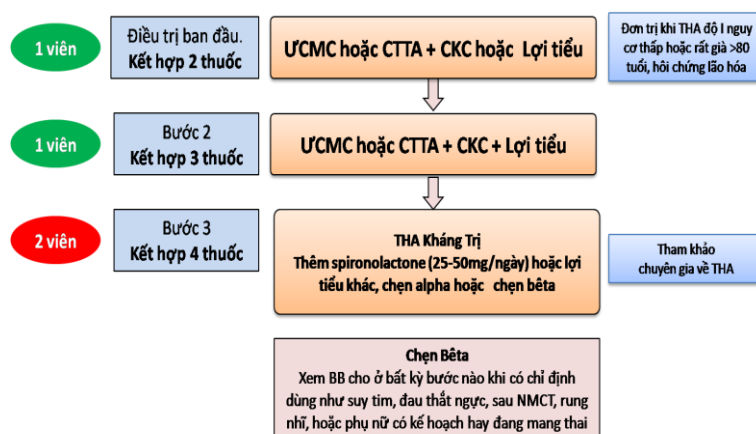 1 viên
Điều trị ban đầu.
Kết hợp 2 thuốc
ƯCMC hoặc CTTA + CKC hoặc Lợi tiểu
Đơn trị khi THA độ I nguy
cơ thấp hoặc rất già >80
tuổi, hôi chứng lão hóa
1 viên
Bước 2
Kết hợp 3 thuốc
ƯCMC hoặc CTTA + CKC + Lợi tiểu
2 viên
Bước 3
Kết hợp 4 thuốc
THA Kháng Trị
Thêm spironolactone (25-50mg/ngày) hoặc lợi
tiểu khác, chẹn alpha hoặc chẹn bêta
Tham khảo
chuyên gia về THA
Chẹn Bêta
Xem BB cho ở bất kỳ bước nào khi có chỉ định
dùng như suy tim, đau thắt ngực, sau NMCT, rung
nhĩ, hoặc phụ nữ có kế hoạch hay đang mang thai